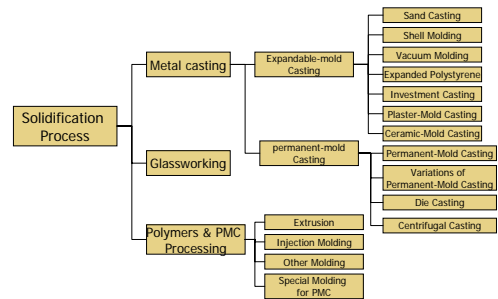 Solidification
Process
Metal casting
Glassworking
Polymers & PMC
Processing
Expandable-mold
Casting
permanent-mold
Casting
Sand Casting
Shell Molding
Vacuum Molding
Expanded Polystyrene
Investment Casting
Plaster-Mold Casting
Ceramic-Mold Casting
Permanent-Mold Casting
Variations of
Permanent-Mold Casting
Die Casting
Centrifugal Casting
Extrusion
Injection Molding
Other Molding
Special Molding
for PMC